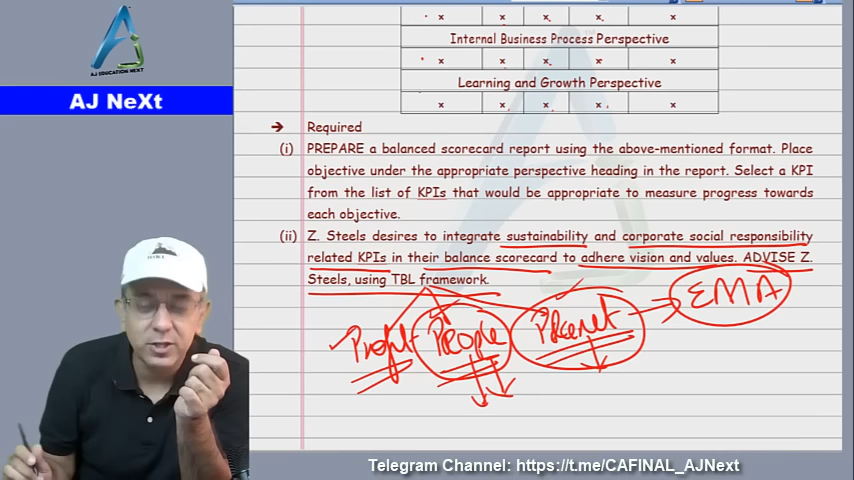 × × × × ×
Internal Business Process Perspective
× × × × ×
Learning and Growth Perspective
× × × × ×
AJ EDUCATION NEXT
AJ NeXt
→ Required
(i) PREPARE a balanced scorecard report using the above-mentioned format. Place
objective under the appropriate perspective heading in the report. Select a KPI
from the list of KPIs that would be appropriate to measure progress towards
each objective.
(ii) Z. Steels desires to integrate sustainability and corporate social responsibility
related KPIs in their balance scorecard to adhere vision and values. ADVISE Z.
Steels, using TBL framework.
Profit People Planet EMA
Telegram Channel: https://t.me/CAFINAL_AJNext